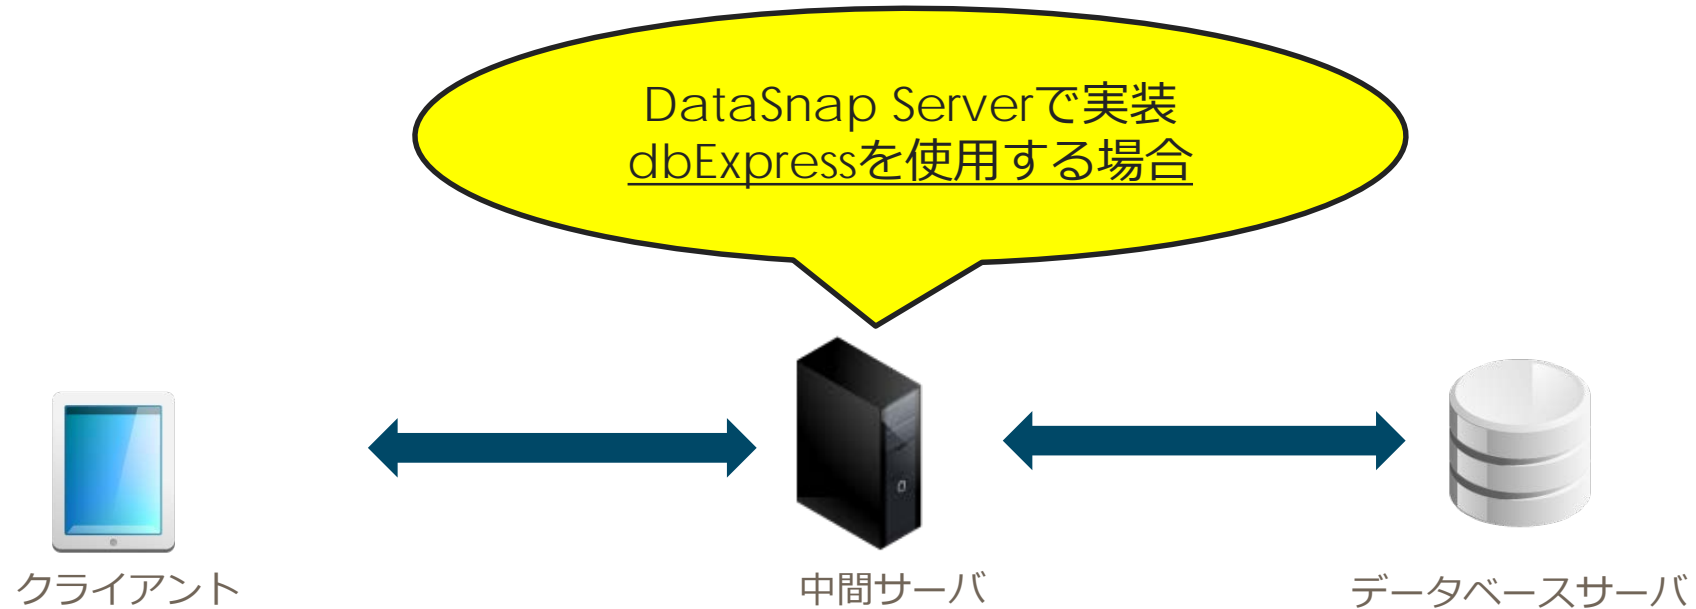 DataSnap Serverで実装
dbExpressを使用する場合
クライアント
中間サーバ
データベースサーバ